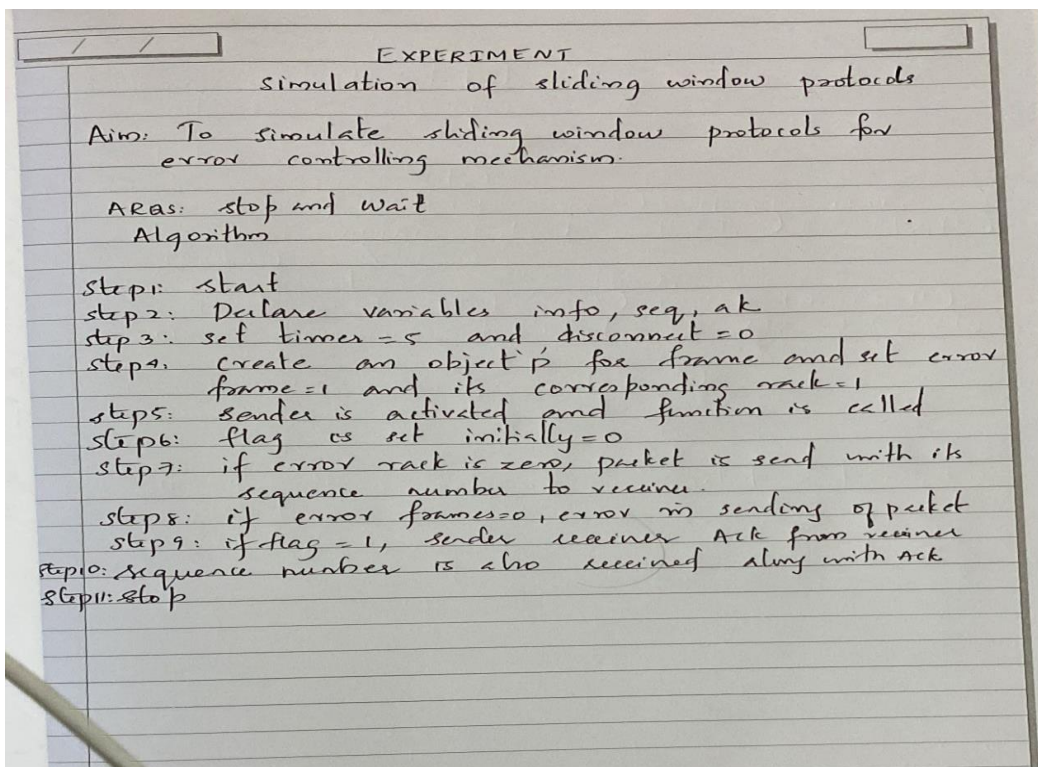 EXPERIMENT
simulation of sliding window protocols
Aim: To simulate sliding window protocols for
error controlling mechanism.
ARQs: stop and wait
Algorithm
step1: start
step2: Declare variables info, seq, ak
step3: set timer = 5 and disconnect = 0
step4: create an object 'p' for frame and set error
frame = 1 and its corresponding rack = 1
step5: Sender is activated and function is called
step6: flag is set initially = 0
step7: if error rack is zero, packet is send with its
sequence number to receiver.
step8: if error frames=0, error in sending of packet
step9: if flag = 1, sender receives Ack from receiver
step10: sequence number is also received along with Ack
step11: stop